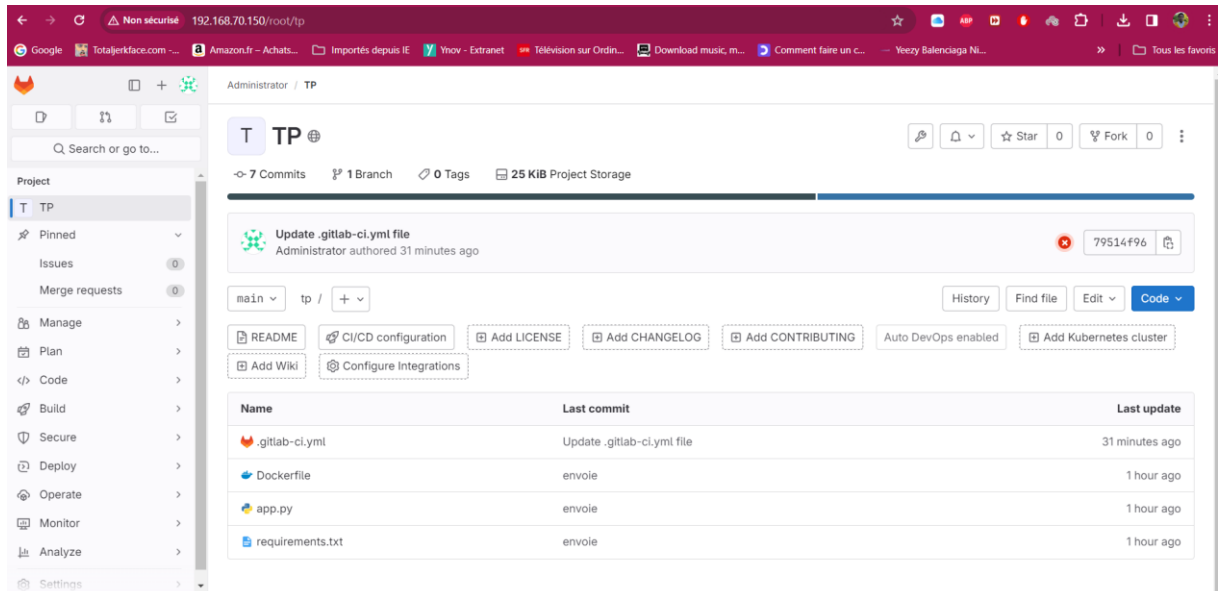 Non sécurisé 192.168.70.150/root/tp
Google Totaljerkface.com -... Amazon.fr – Achats... Importés depuis IE Ynov - Extranet Télévision sur Ordin... Download music, m... Comment faire un c... Yeezy Balenciaga Ni... » Tous les favoris
Administrator / TP
Search or go to...
Project
T TP
Pinned
Issues 0
Merge requests 0
Manage
Plan
Code
Build
Secure
Deploy
Operate
Monitor
Analyze
Settings
T TP
Star 0 Fork 0
7 Commits 1 Branch 0 Tags 25 KiB Project Storage
Update .gitlab-ci.yml file
Administrator authored 31 minutes ago
79514f96
main tp / +
History Find file Edit Code
README CI/CD configuration Add LICENSE Add CHANGELOG Add CONTRIBUTING Auto DevOps enabled Add Kubernetes cluster
Add Wiki Configure Integrations
Name Last commit Last update
.gitlab-ci.yml Update .gitlab-ci.yml file 31 minutes ago
Dockerfile envoie 1 hour ago
app.py envoie 1 hour ago
requirements.txt envoie 1 hour ago